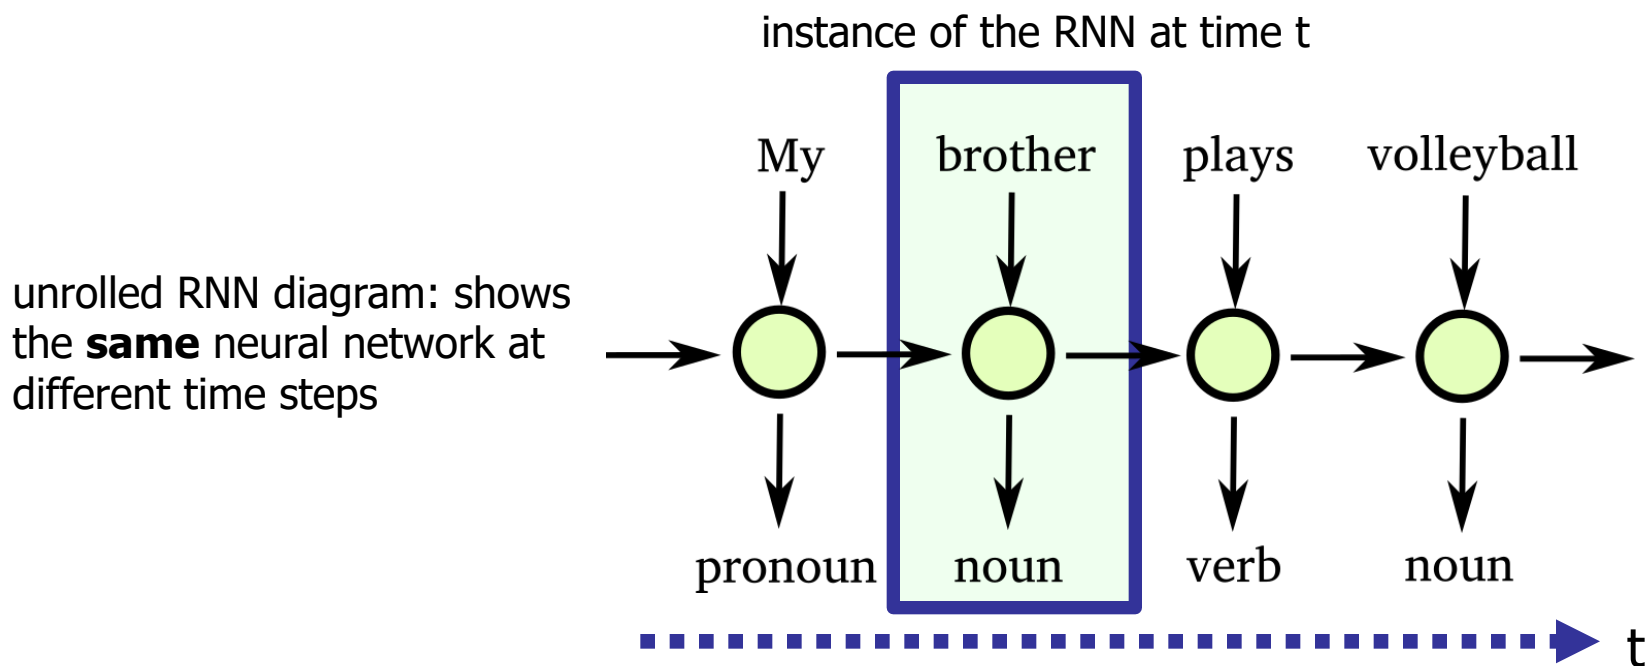 instance of the RNN at time t
My brother plays volleyball
unrolled RNN diagram: shows
the same neural network at
different time steps
pronoun noun verb noun
t